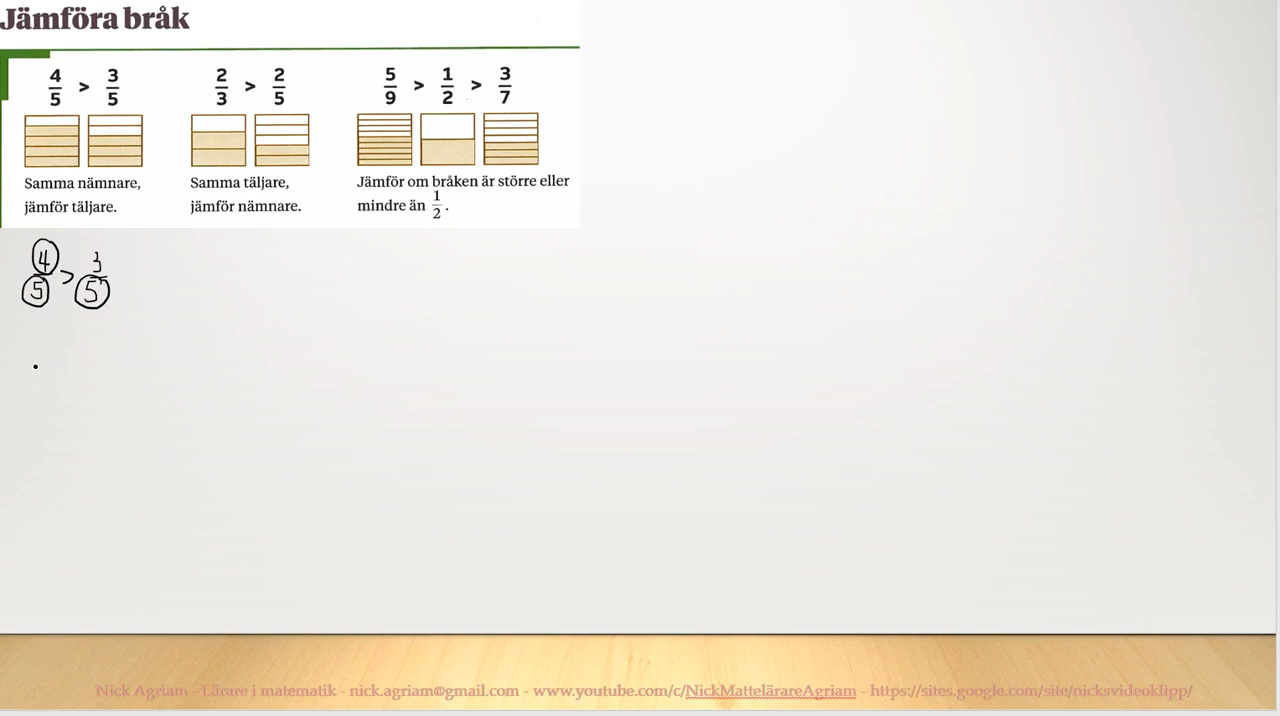 Jämföra bråk
4/5 > 3/5
2/3 > 2/5
5/9 > 1/2 > 3/7
Samma nämnare,
jämför täljare.
Samma täljare,
jämför nämnare.
Jämför om bråken är större eller
mindre än 1/2.
4/5 > 3/5
Nick Agriam - Lärare i matematik - nick.agriam@gmail.com - www.youtube.com/c/NickMattelärareAgriam - https://sites.google.com/site/nicksvideoklipp/